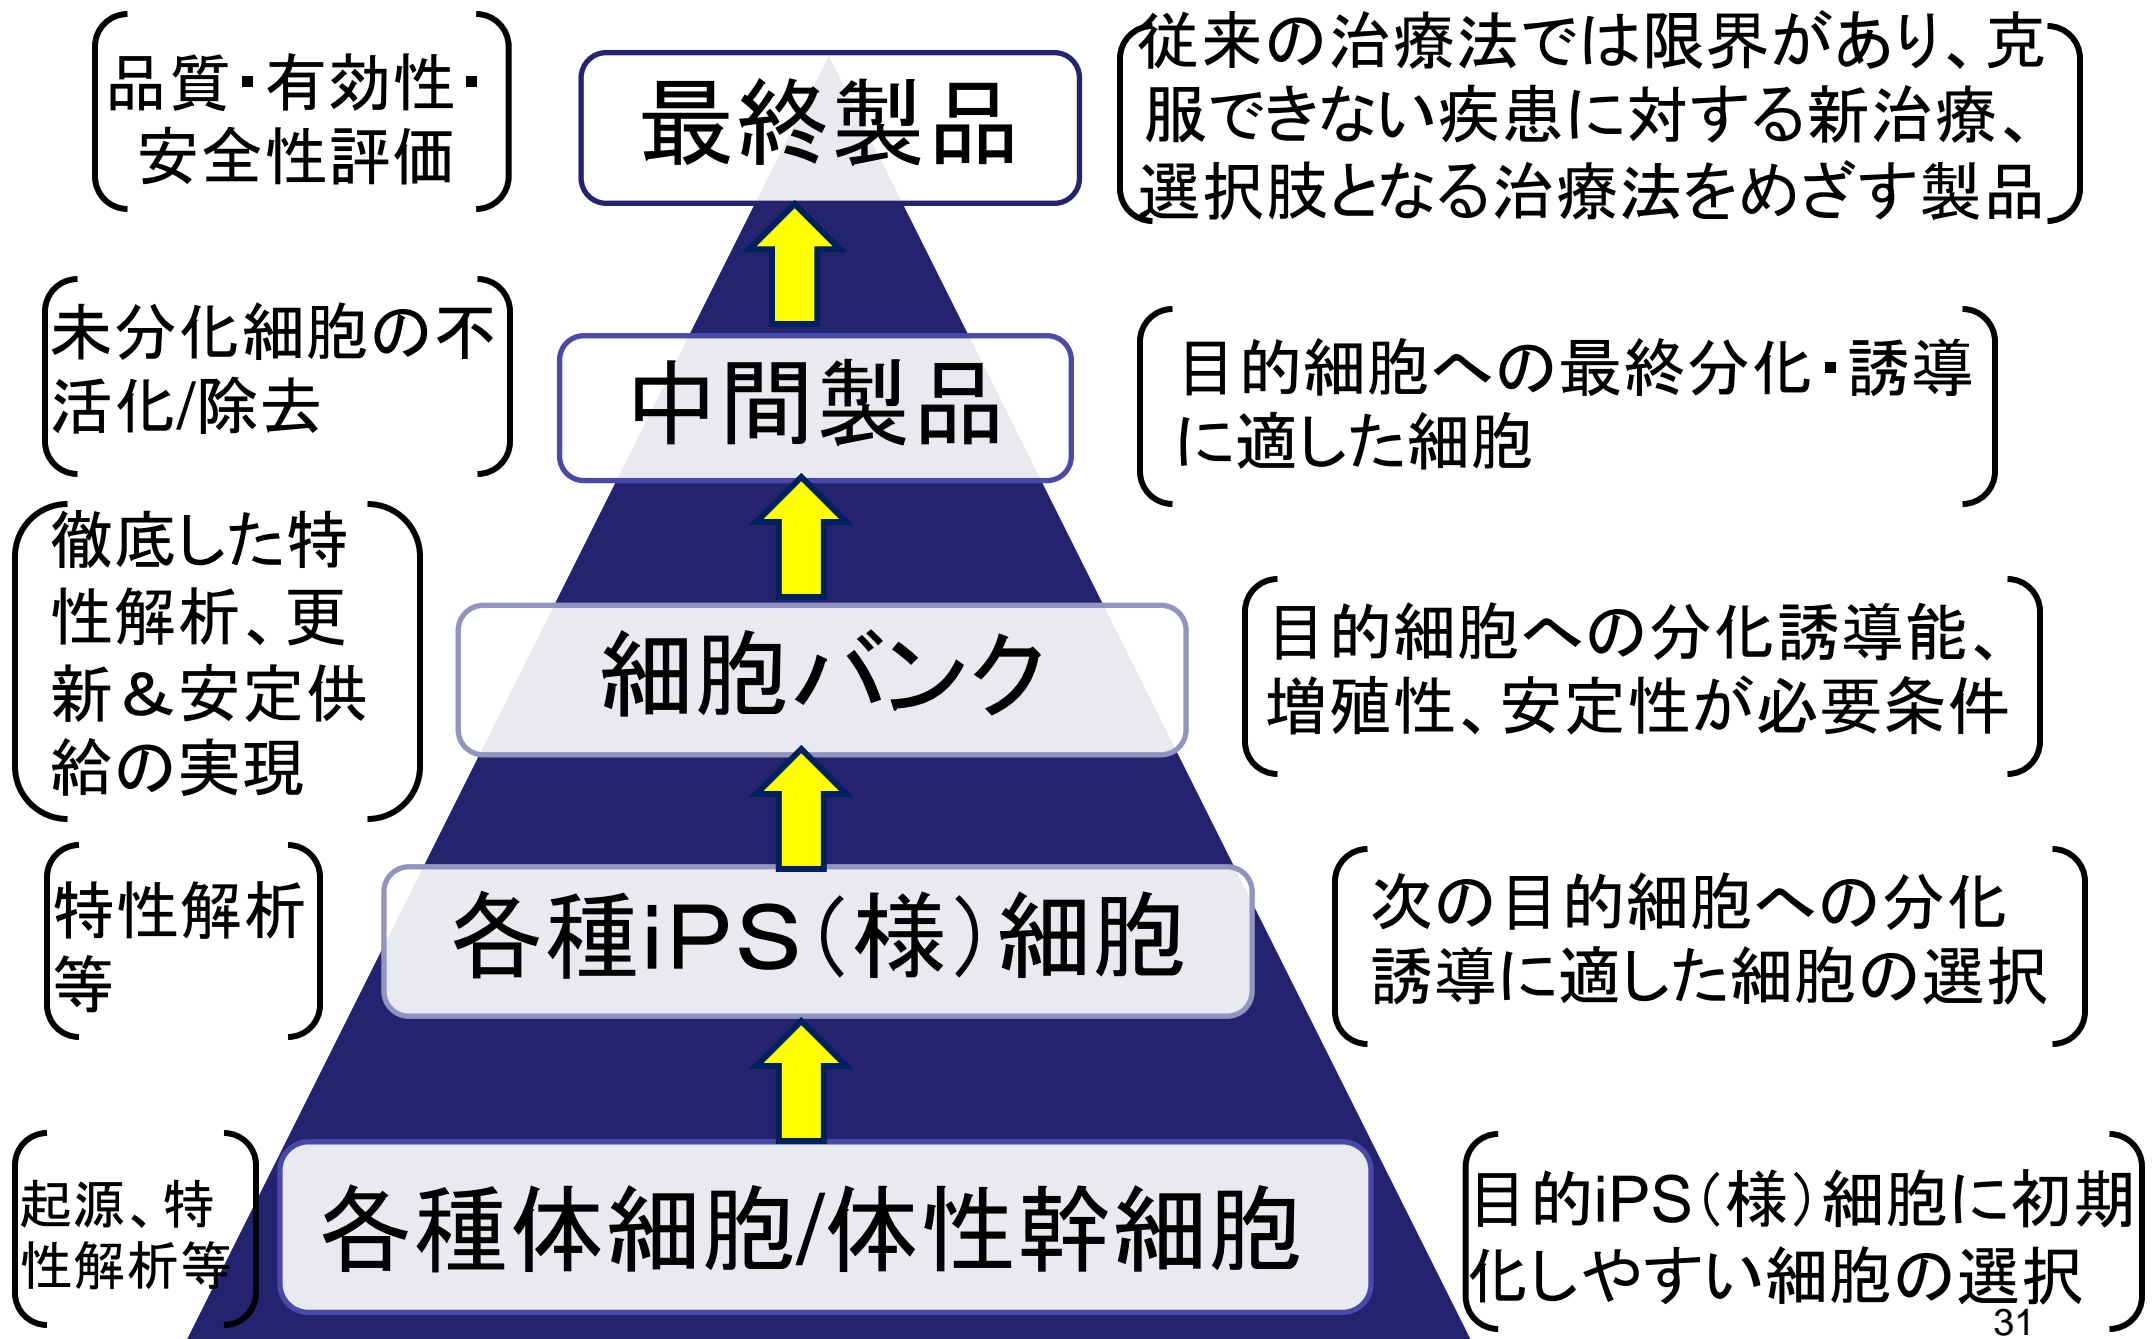 品質・有効性・
安全性評価
最終製品
従来の治療法では限界があり、克
服できない疾患に対する新治療、
選択肢となる治療法をめざす製品
未分化細胞の不
活化/除去
中間製品
目的細胞への最終分化・誘導
に適した細胞
徹底した特
性解析、更
新＆安定供
給の実現
細胞バンク
目的細胞への分化誘導能、
増殖性、安定性が必要条件
特性解析
等
各種iPS（様）細胞
次の目的細胞への分化
誘導に適した細胞の選択
起源、特
性解析等
各種体細胞/体性幹細胞
目的iPS（様）細胞に初期
化しやすい細胞の選択
31